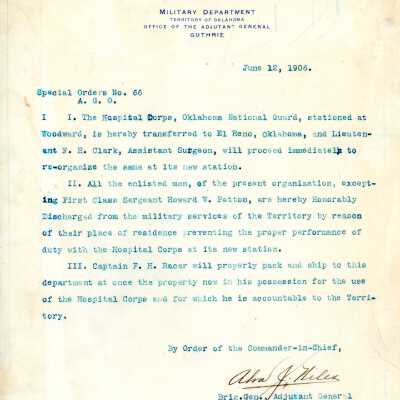 MILITARY DEPARTMENT
TERRITORY OF OKLAHOMA
OFFICE OF THE ADJUTANT GENERAL
GUTHRIE
June 12, 1906.
Special Orders No. 66
A. G. O.
I I. The Hospital Corps, Oklahoma National Guard, stationed at
Woodward, is hereby transferred to El Reno, Oklahoma, and Lieuten-
ant F. H. Clark, Assistant Surgeon, will proceed immediately to
re-organize the same at its new station.
II. All the enlisted men, of the present organization, except-
ing First Class Sergeant Howard W. Patton, are hereby Honorably
Discharged from the military services of the Territory by reason
of their place of residence preventing the proper performance of
duty with the Hospital Corps at its new station.
III. Captain F. H. Racer will properly pack and ship to this
department at once the property now in his possession for the use
of the Hospital Corps and for which he is accountable to the Terri-
tory.
By Order of the Commander-in-Chief,
Alva J. Niles
Brig.Gen. Adjutant General